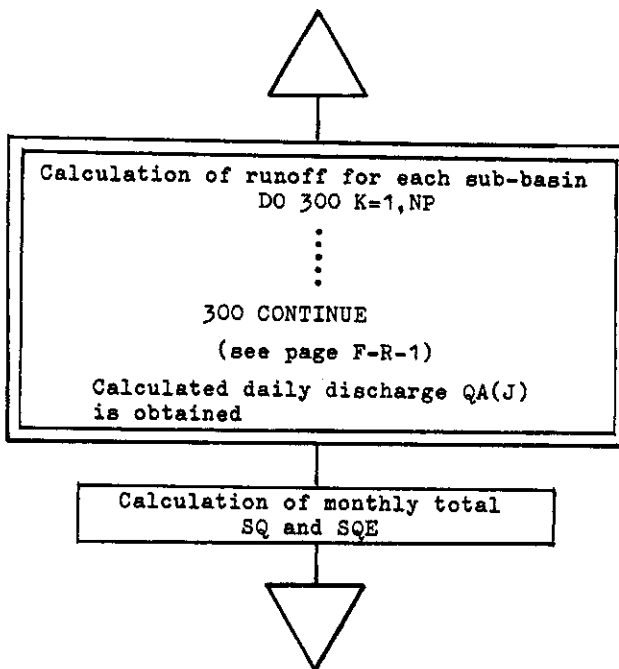 Calculation of runoff for each sub-basin
DO 300 K=1,NP
300 CONTINUE
(see page F-R-1)
Calculated daily discharge QA(J)
is obtained
Calculation of monthly total
SQ and SQE